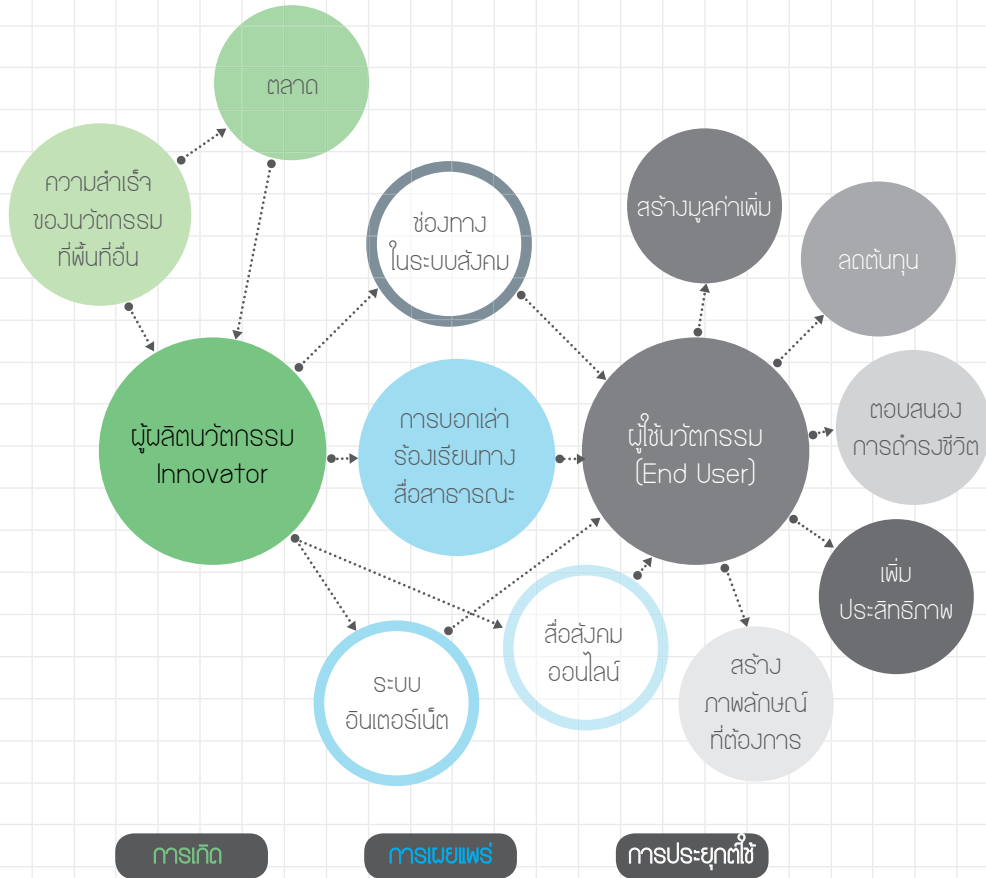 ตลาด
ความสำเร็จ
ของนวัตกรรม
ที่พื้นที่อื่น
ช่องทาง
ในระบบสังคม
สร้างมูลค่าเพิ่ม
ลดต้นทุน
ผู้ผลิตนวัตกรรม
Innovator
การบอกเล่า
ร้องเรียนทาง
สื่อสาธารณะ
ผู้ใช้นวัตกรรม
(End User)
ตอบสนอง
การดำรงชีวิต
เพิ่ม
ประสิทธิภาพ
สื่อสังคม
ออนไลน์
ระบบ
อินเตอร์เน็ต
สร้าง
ภาพลักษณ์
ที่ต้องการ
การเกิด
การเผยแพร่
การประยุกต์ใช้